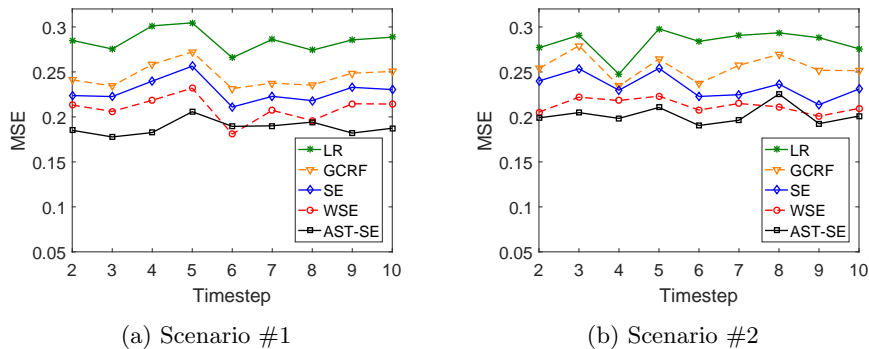 0.3
0.25
0.2
0.15
0.1
0.05
MSE
LR
GCRF
SE
WSE
AST-SE
2 3 4 5 6 7 8 9 10
Timestep
(a) Scenario #1
0.3
0.25
0.2
0.15
0.1
0.05
MSE
LR
GCRF
SE
WSE
AST-SE
2 3 4 5 6 7 8 9 10
Timestep
(b) Scenario #2